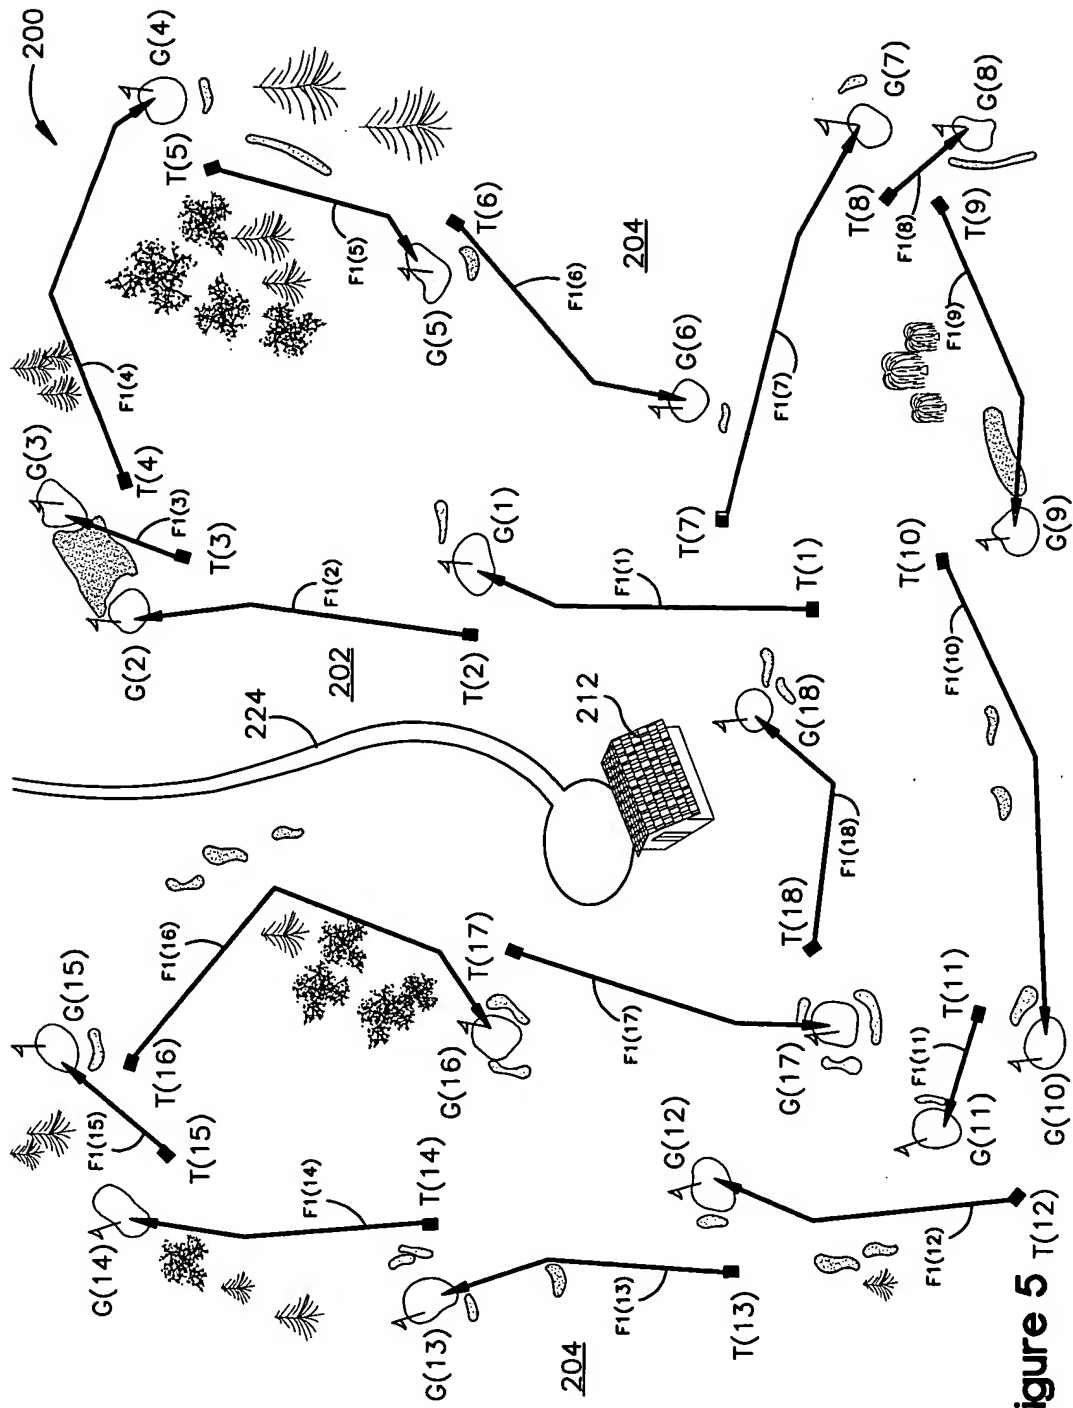 200
G(4)
T(5)
F1(4)
G(3)
T(4)
F1(3)
T(3)
F1(5)
G(5)
T(6)
204
F1(6)
G(6)
G(7)
T(8)
F1(8)
G(8)
T(9)
F1(9)
F1(7)
T(7)
G(9)
T(10)
G(2)
F1(2)
202
T(2)
G(1)
F1(1)
T(1)
224
212
G(18)
F1(18)
T(18)
F1(10)
G(15)
F1(16)
T(16)
F1(15)
T(15)
G(16)
T(17)
F1(17)
G(17)
T(11)
F1(11)
G(11)
G(10)
G(14)
F1(14)
T(14)
G(12)
F1(12)
T(12)
G(13)
F1(13)
T(13)
204
igure 5